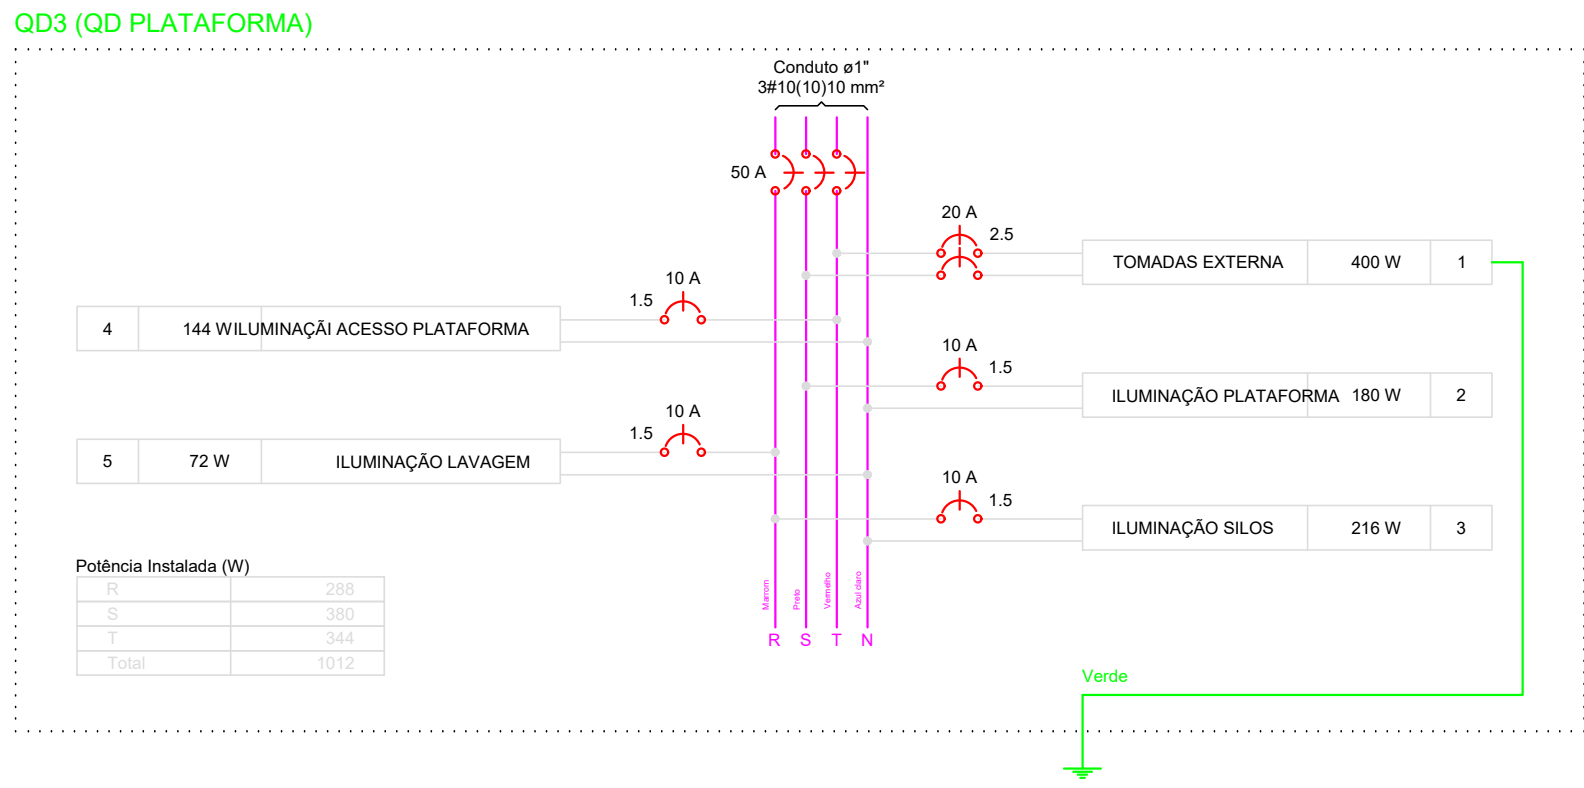 QD3 (QD PLATAFORMA)
Conduto ø1"
3#10(10)10 mm²
50 A
20 A
2.5
TOMADAS EXTERNA 400 W 1
10 A
1.5
4 144 W ILUMINAÇÃI ACESSO PLATAFORMA
10 A
1.5
ILUMINAÇÃO PLATAFORMA 180 W 2
10 A
1.5
5 72 W ILUMINAÇÃO LAVAGEM
10 A
1.5
ILUMINAÇÃO SILOS 216 W 3
Potência Instalada (W)
R 288
S 380
T 344
Total 1012
Marrom
Preto
Vermelho
Azul claro
R S T N
Verde